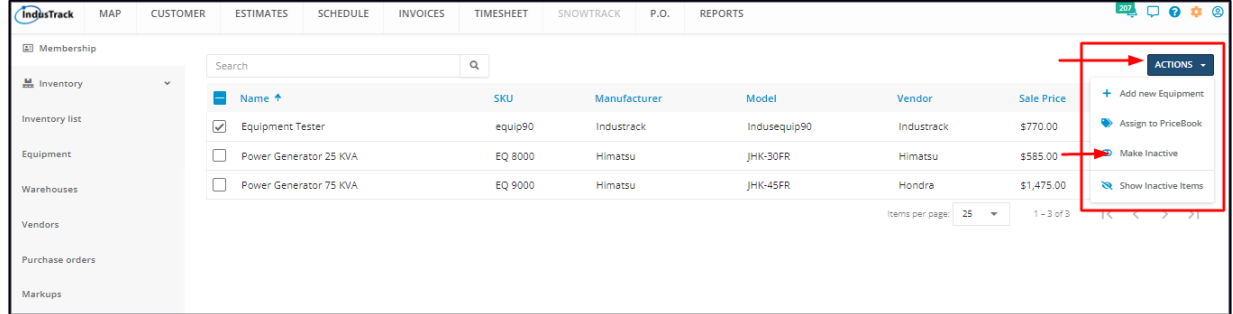 IndusTrack MAP CUSTOMER ESTIMATES SCHEDULE INVOICES TIMESHEET SNOWTRACK P.O. REPORTS 207
Membership
Search ACTIONS
Inventory
Name SKU Manufacturer Model Vendor Sale Price
Add new Equipment
Inventory list
Equipment Tester equip90 Industrack Indusequip90 Industrack $770.00
Assign to PriceBook
Equipment
Power Generator 25 KVA EQ 8000 Himatsu JHK-30FR Himatsu $585.00
Make Inactive
Warehouses
Power Generator 75 KVA EQ 9000 Himatsu JHK-45FR Hondra $1,475.00
Show Inactive Items
Items per page: 25 1 – 3 of 3
Vendors
Purchase orders
Markups